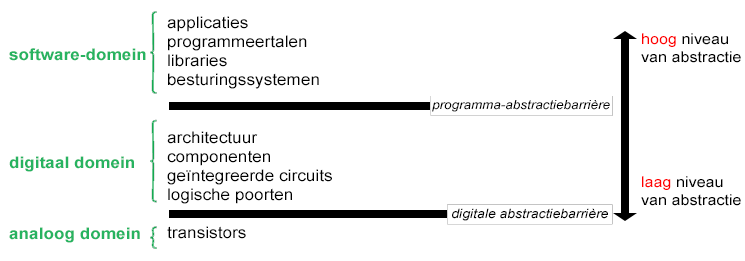 software-domein
applicaties
programmeertalen
libraries
besturingssystemen
programma-abstractiebarrière
hoog niveau
van abstractie
digitaal domein
architectuur
componenten
geïntegreerde circuits
logische poorten
laag niveau
van abstractie
digitale abstractiebarrière
analoog domein
transistors